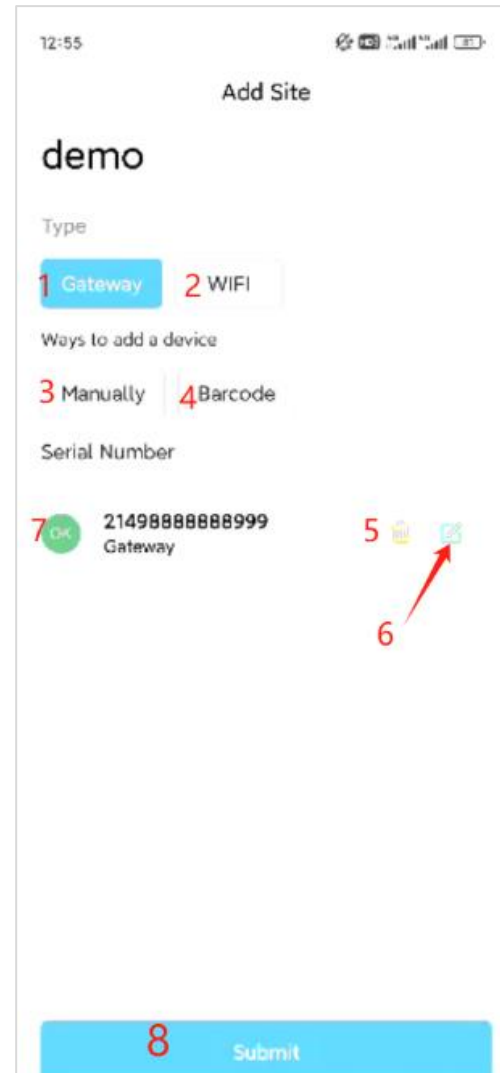 12:55
Add Site
demo
Type
1 Gateway 2 WIFI
Ways to add a device
3 Manually 4 Barcode
Serial Number
7 OK 21498888888999 5
Gateway
6
8 Submit